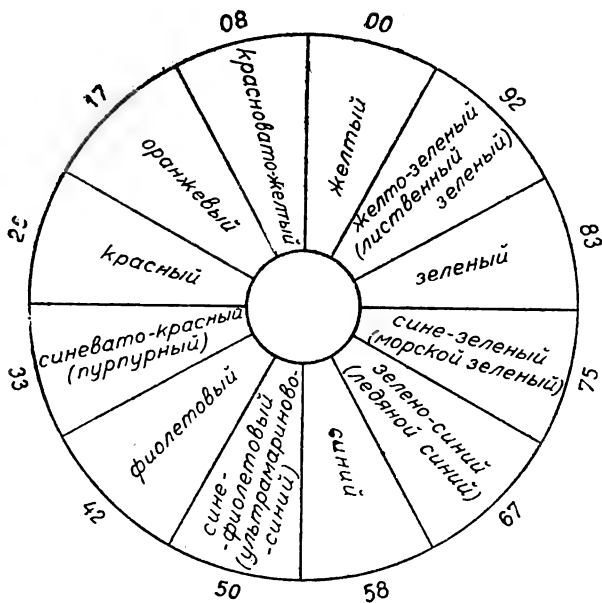 00
желтый
92
желто-зеленый
(лиственный
зеленый)
83
зеленый
75
сине-зеленый
(морской зеленый)
67
зелено-синий
(ледяной синий)
58
синий
50
сине-
-фиолетовый
(ультрамариново-
-синий)
42
фиолетовый
33
синевато-красный
(пурпурный)
красный
17
оранжевый
08
красновато-желтый